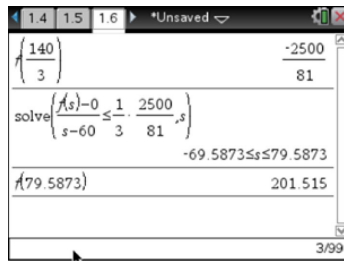 1.4 1.5 1.6 *Unsaved
f(140/3) -2500/81
solve((f(s)-0)/(s-60)≤1/3·2500/81,s)
-69.5873≤s≤79.5873
f(79.5873) 201.515
3/99